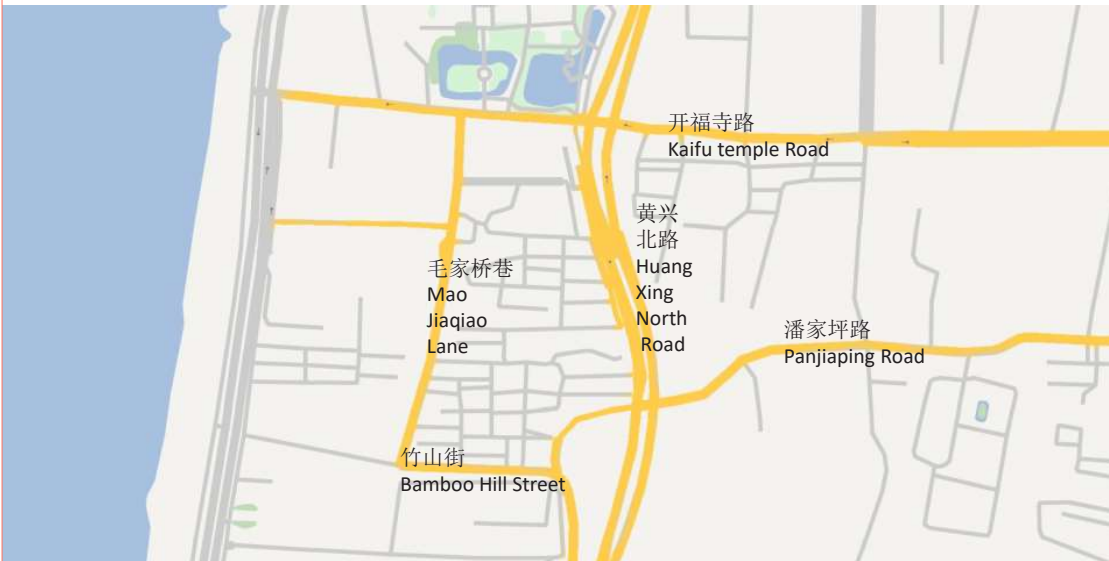 开福寺路
Kaifu temple Road
黄兴
北路
Huang
Xing
North
Road
毛家桥巷
Mao
Jiaqiao
Lane
潘家坪路
Panjiaping Road
竹山街
Bamboo Hill Street